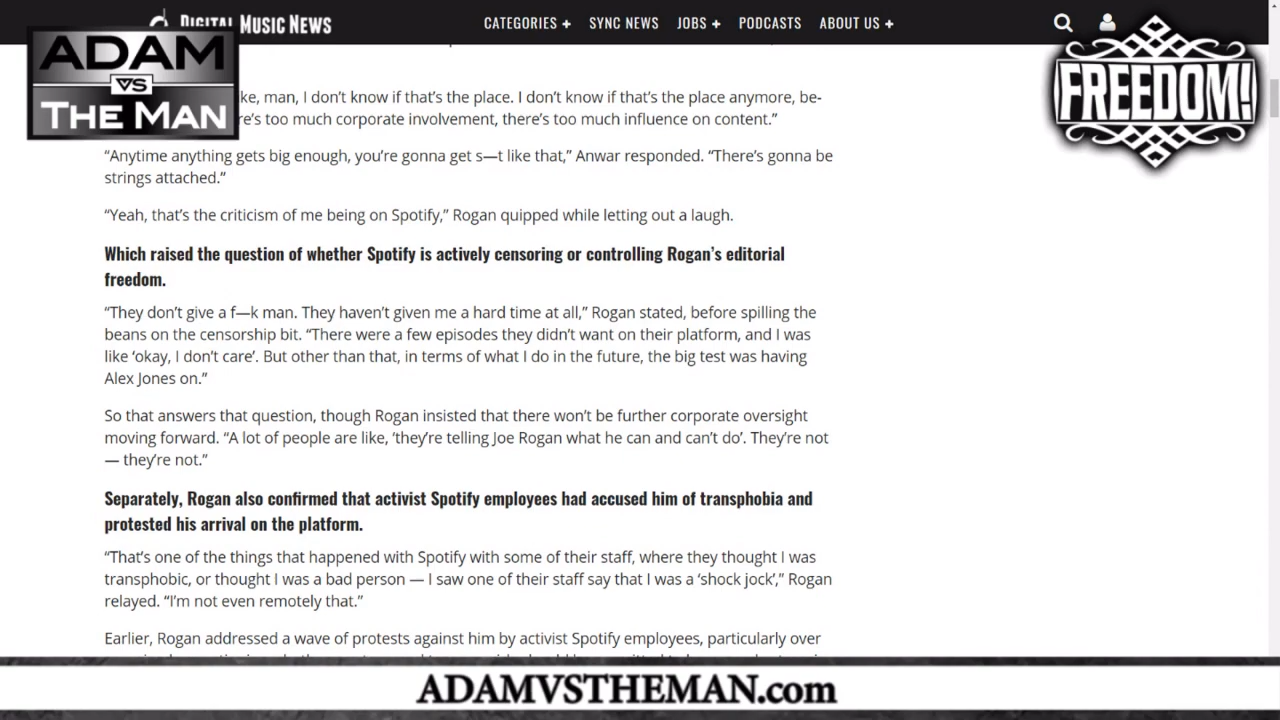 DIGITAL MUSIC NEWS
CATEGORIES +
SYNC NEWS
JOBS +
PODCASTS
ABOUT US +
ADAM
VS
THE MAN
FREEDOM!
ke, man, I don’t know if that’s the place. I don’t know if that’s the place anymore, be-
re’s too much corporate involvement, there’s too much influence on content.”
“Anytime anything gets big enough, you’re gonna get s—t like that,” Anwar responded. “There’s gonna be
strings attached.”
“Yeah, that’s the criticism of me being on Spotify,” Rogan quipped while letting out a laugh.
Which raised the question of whether Spotify is actively censoring or controlling Rogan’s editorial
freedom.
“They don’t give a f—k man. They haven’t given me a hard time at all,” Rogan stated, before spilling the
beans on the censorship bit. “There were a few episodes they didn’t want on their platform, and I was
like ‘okay, I don’t care’. But other than that, in terms of what I do in the future, the big test was having
Alex Jones on.”
So that answers that question, though Rogan insisted that there won’t be further corporate oversight
moving forward. “A lot of people are like, ‘they’re telling Joe Rogan what he can and can’t do’. They’re not
— they’re not.”
Separately, Rogan also confirmed that activist Spotify employees had accused him of transphobia and
protested his arrival on the platform.
“That’s one of the things that happened with Spotify with some of their staff, where they thought I was
transphobic, or thought I was a bad person — I saw one of their staff say that I was a ‘shock jock’,” Rogan
relayed. “I’m not even remotely that.”
Earlier, Rogan addressed a wave of protests against him by activist Spotify employees, particularly over
ADAMVSTHEMAN.com